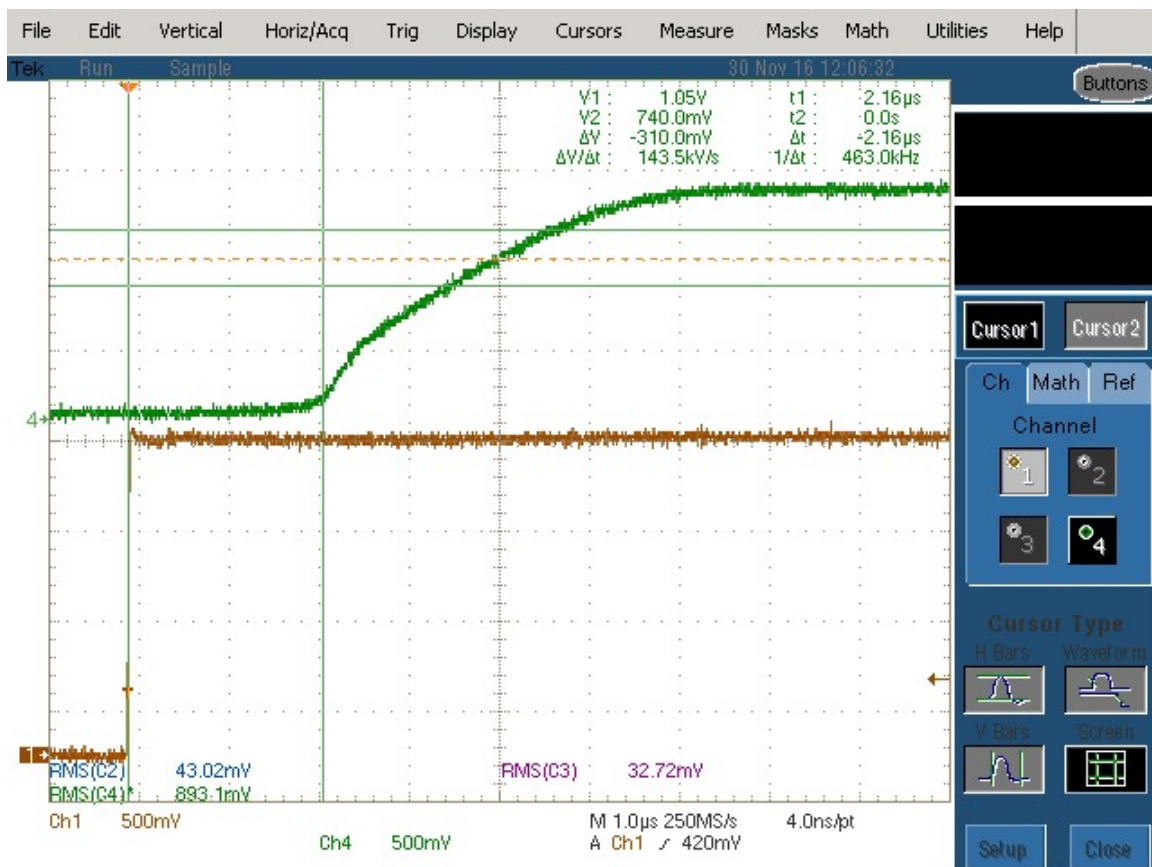 File Edit Vertical Horiz/Acq Trig Display Cursors Measure Masks Math Utilities Help
Tek Run Sample 30 Nov 16 12:06:32
Buttons
V1 : 1.05V t1 : 2.16µs
V2 : 740.0mV t2 : 0.0s
ΔV : -310.0mV Δt : -2.16µs
ΔV/Δt : 143.5kV/s 1/Δt : 463.0kHz
Cursor1 Cursor2
Ch Math Ref
Channel
1 2
3 4
4
1
Cursor Type
H Bars Waveform
V Bars Screen
RMS(C2) 43.02mV RMS(C3) 32.72mV
RMS(C4)* 893.1mV
Ch1 500mV M 1.0µs 250MS/s 4.0ns/pt
Ch4 500mV A Ch1 / 420mV
Setup Close